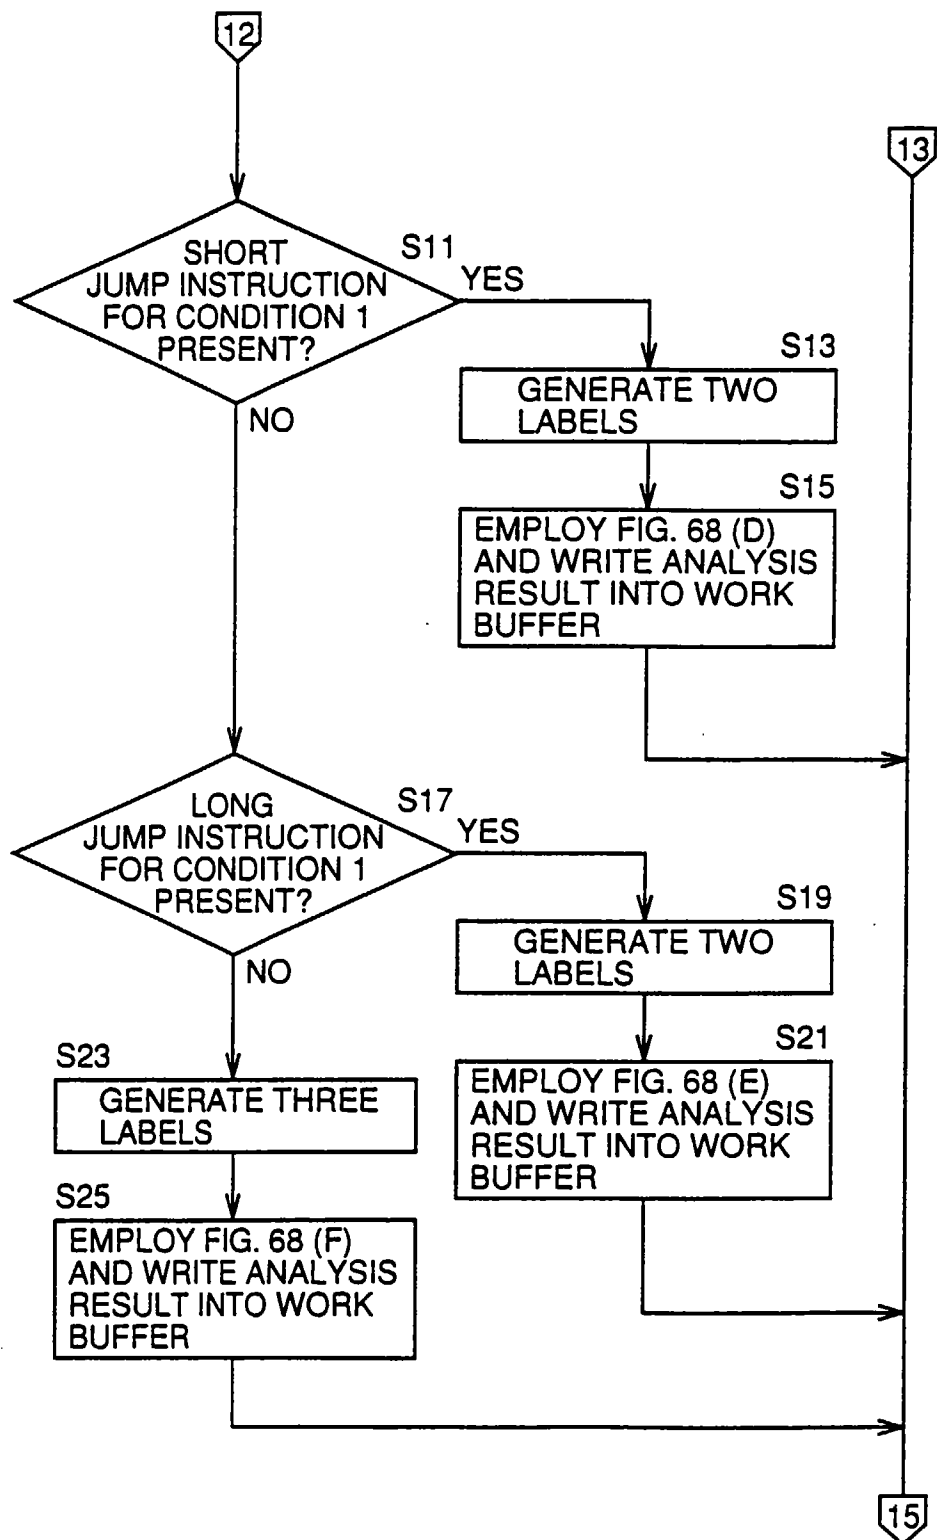 12
13
SHORT
JUMP INSTRUCTION
FOR CONDITION 1
PRESENT?
S11
YES
NO
S13
GENERATE TWO
LABELS
S15
EMPLOY FIG. 68 (D)
AND WRITE ANALYSIS
RESULT INTO WORK
BUFFER
LONG
JUMP INSTRUCTION
FOR CONDITION 1
PRESENT?
S17
YES
NO
S19
GENERATE TWO
LABELS
S21
EMPLOY FIG. 68 (E)
AND WRITE ANALYSIS
RESULT INTO WORK
BUFFER
S23
GENERATE THREE
LABELS
S25
EMPLOY FIG. 68 (F)
AND WRITE ANALYSIS
RESULT INTO WORK
BUFFER
15